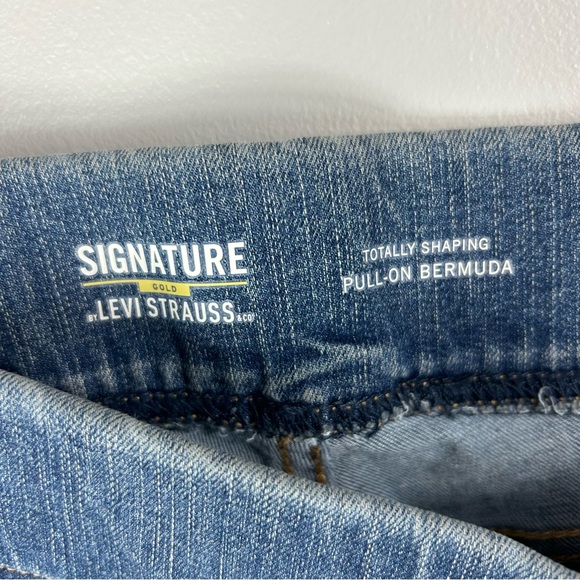 SIGNATURE
GOLD
BY LEVI STRAUSS & CO
TOTALLY SHAPING
PULL-ON BERMUDA